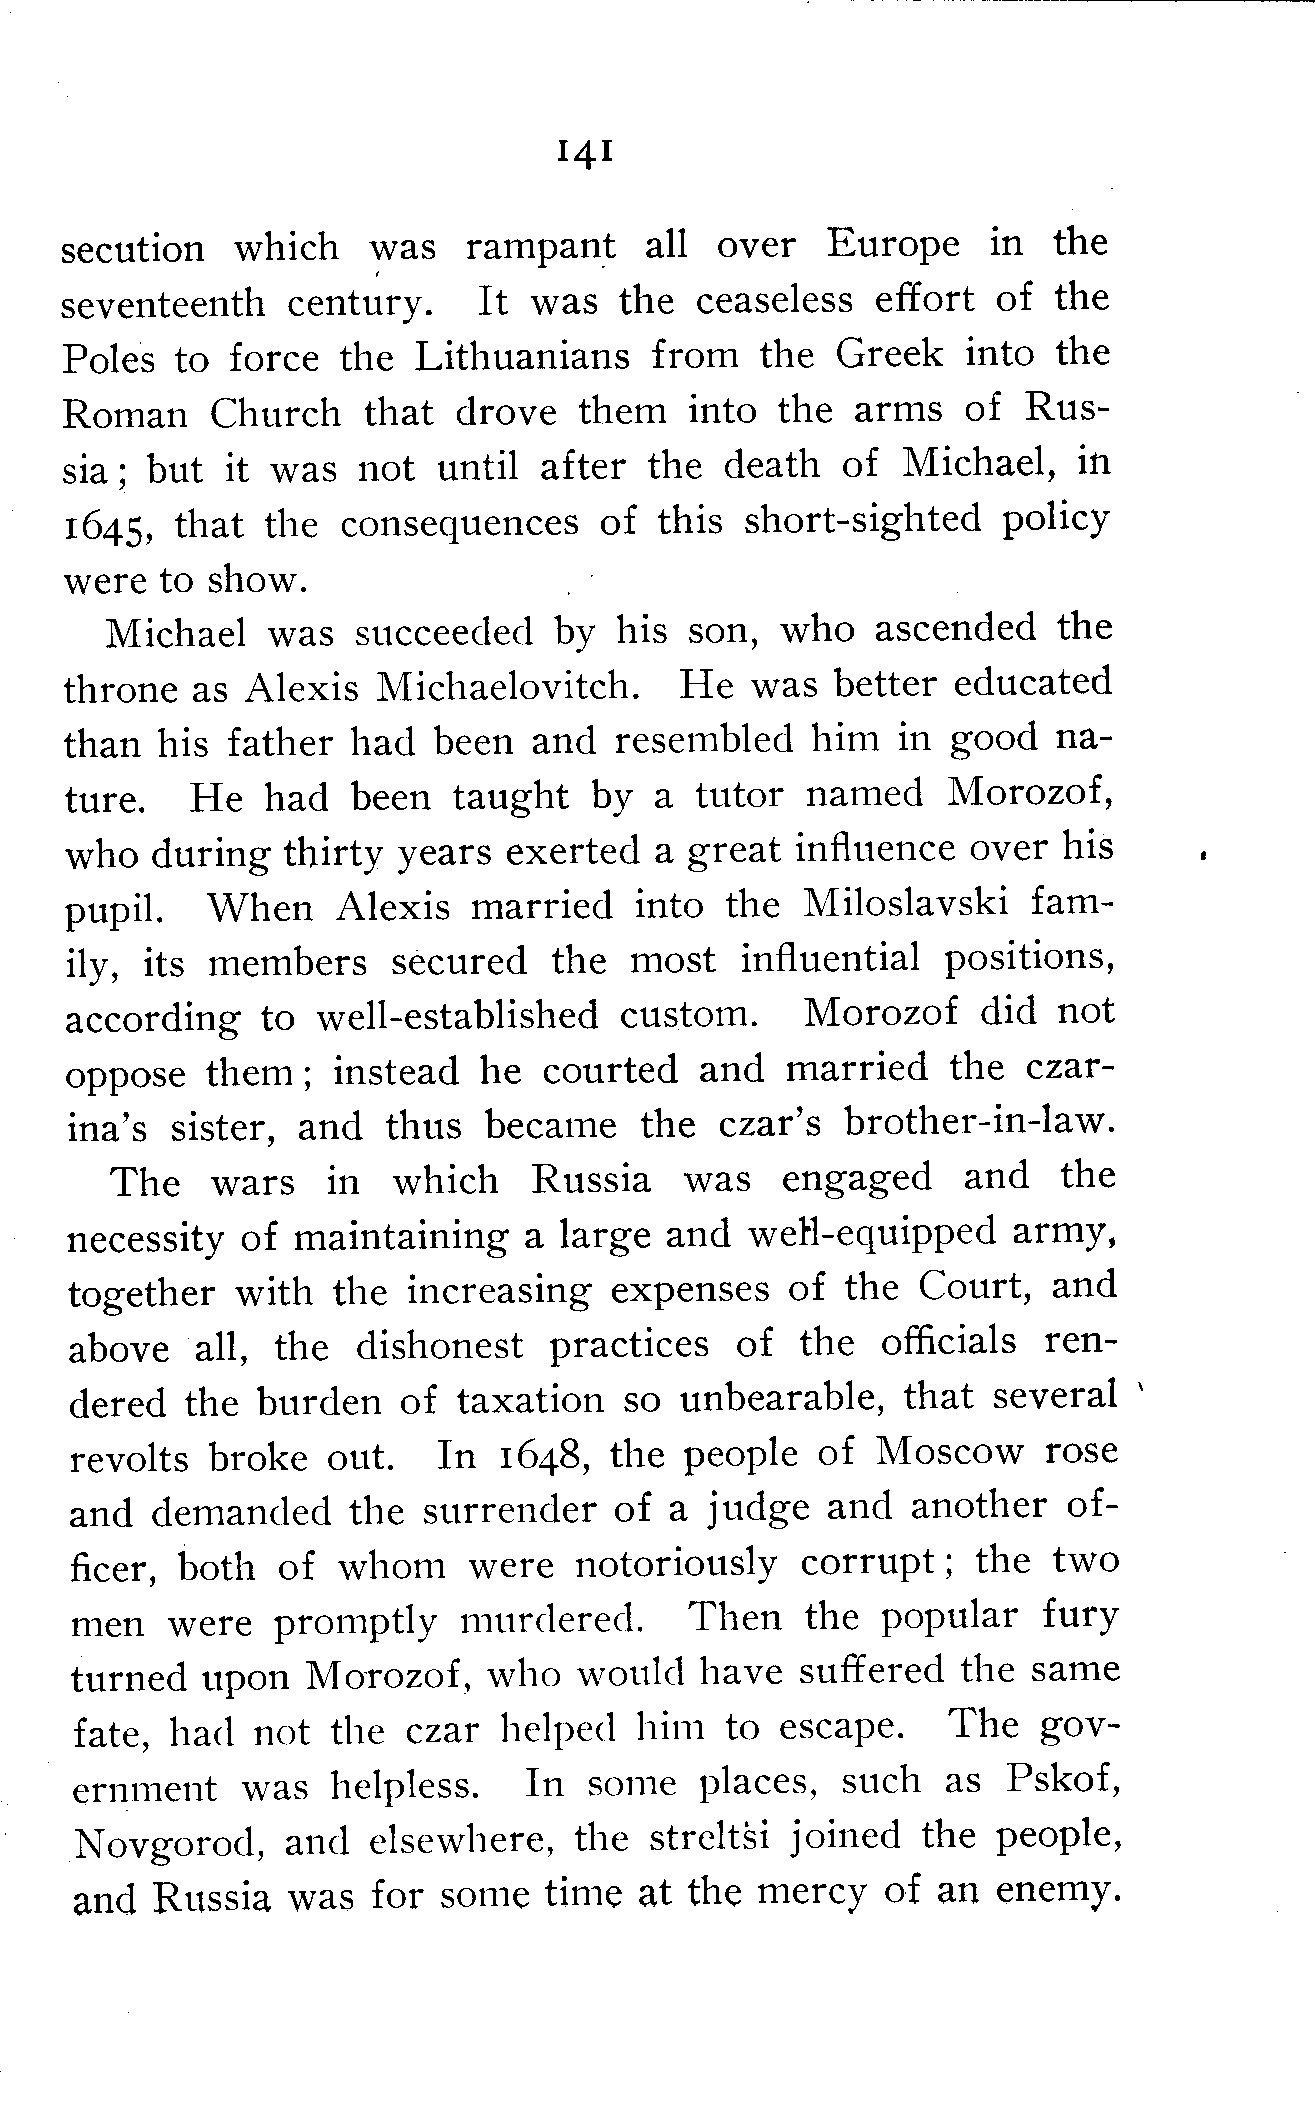 141
secution which was rampant all over Europe in the
seventeenth century. It was the ceaseless effort of the
Poles to force the Lithuanians from the Greek into the
Roman Church that drove them into the arms of Rus-
sia; but it was not until after the death of Michael, in
1645, that the consequences of this short-sighted policy
were to show.
Michael was succeeded by his son, who ascended the
throne as Alexis Michaelovitch. He was better educated
than his father had been and resembled him in good na-
ture. He had been taught by a tutor named Morozof,
who during thirty years exerted a great influence over his
pupil. When Alexis married into the Miloslavski fam-
ily, its members secured the most influential positions,
according to well-established custom. Morozof did not
oppose them; instead he courted and married the czar-
ina's sister, and thus became the czar's brother-in-law.
The wars in which Russia was engaged and the
necessity of maintaining a large and well-equipped army,
together with the increasing expenses of the Court, and
above all, the dishonest practices of the officials ren-
dered the burden of taxation so unbearable, that several
revolts broke out. In 1648, the people of Moscow rose
and demanded the surrender of a judge and another of-
ficer, both of whom were notoriously corrupt; the two
men were promptly murdered. Then the popular fury
turned upon Morozof, who would have suffered the same
fate, had not the czar helped him to escape. The gov-
ernment was helpless. In some places, such as Pskof,
Novgorod, and elsewhere, the streltsi joined the people,
and Russia was for some time at the mercy of an enemy.